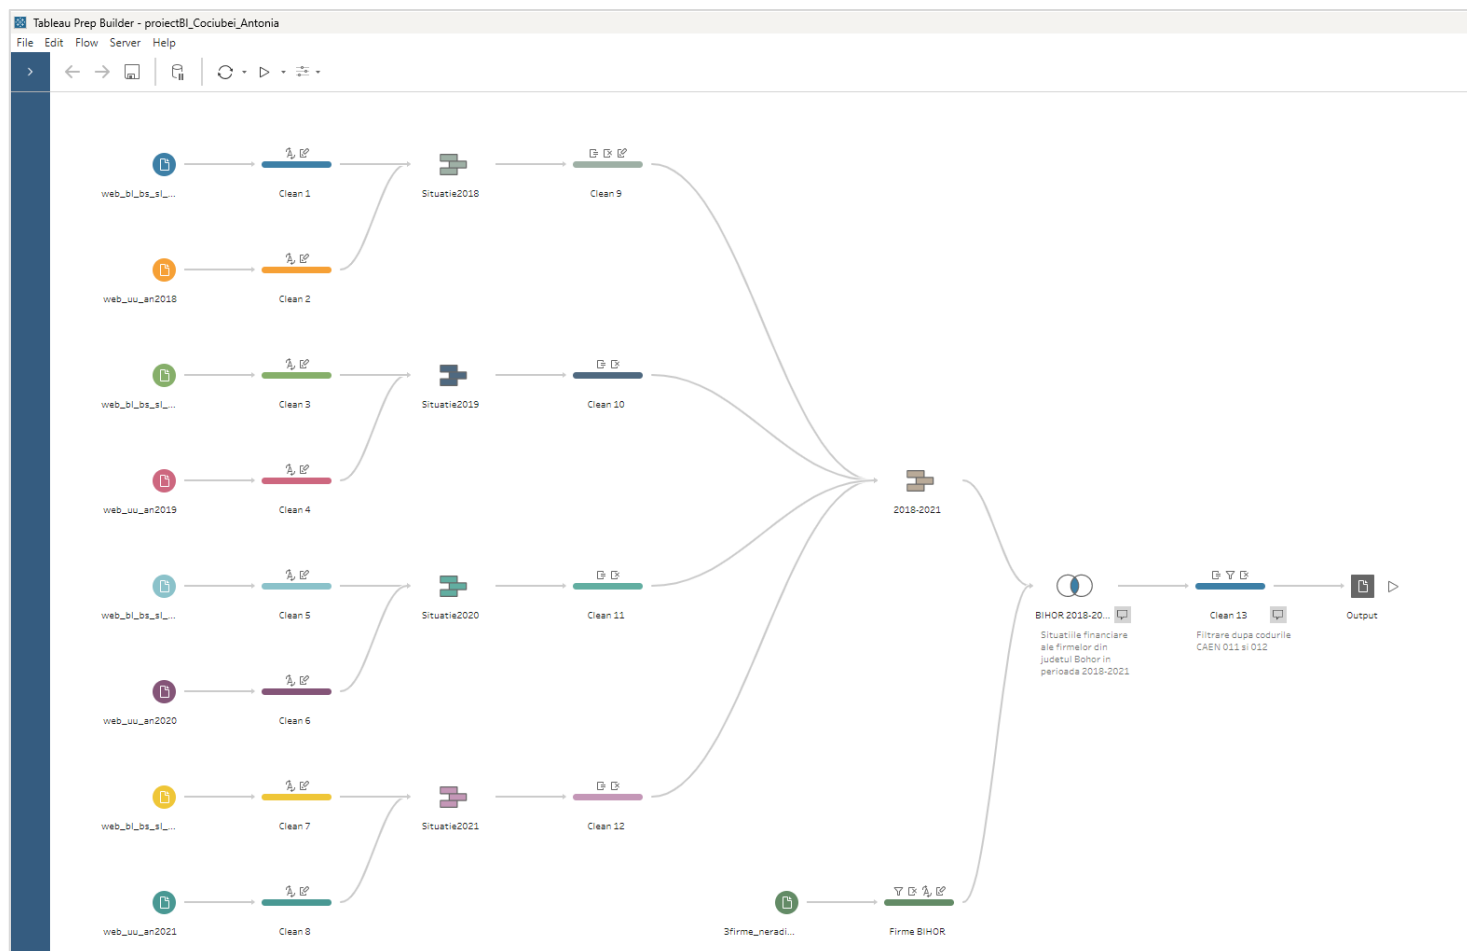 Tableau Prep Builder - proiectBI_Cociubei_Antonia
File Edit Flow Server Help
web_bl_bs_sl_...
Clean 1
Situatie2018
Clean 9
web_uu_an2018
Clean 2
web_bl_bs_sl_...
Clean 3
Situatie2019
Clean 10
web_uu_an2019
Clean 4
2018-2021
web_bl_bs_sl_...
Clean 5
Situatie2020
Clean 11
BIHOR 2018-20...
Situatiile financiare
ale firmelor din
judetul Bohor in
perioada 2018-2021
Clean 13
Filtrare dupa codurile
CAEN 011 si 012
Output
web_uu_an2020
Clean 6
web_bl_bs_sl_...
Clean 7
Situatie2021
Clean 12
web_uu_an2021
Clean 8
3firme_neradi...
Firme BIHOR